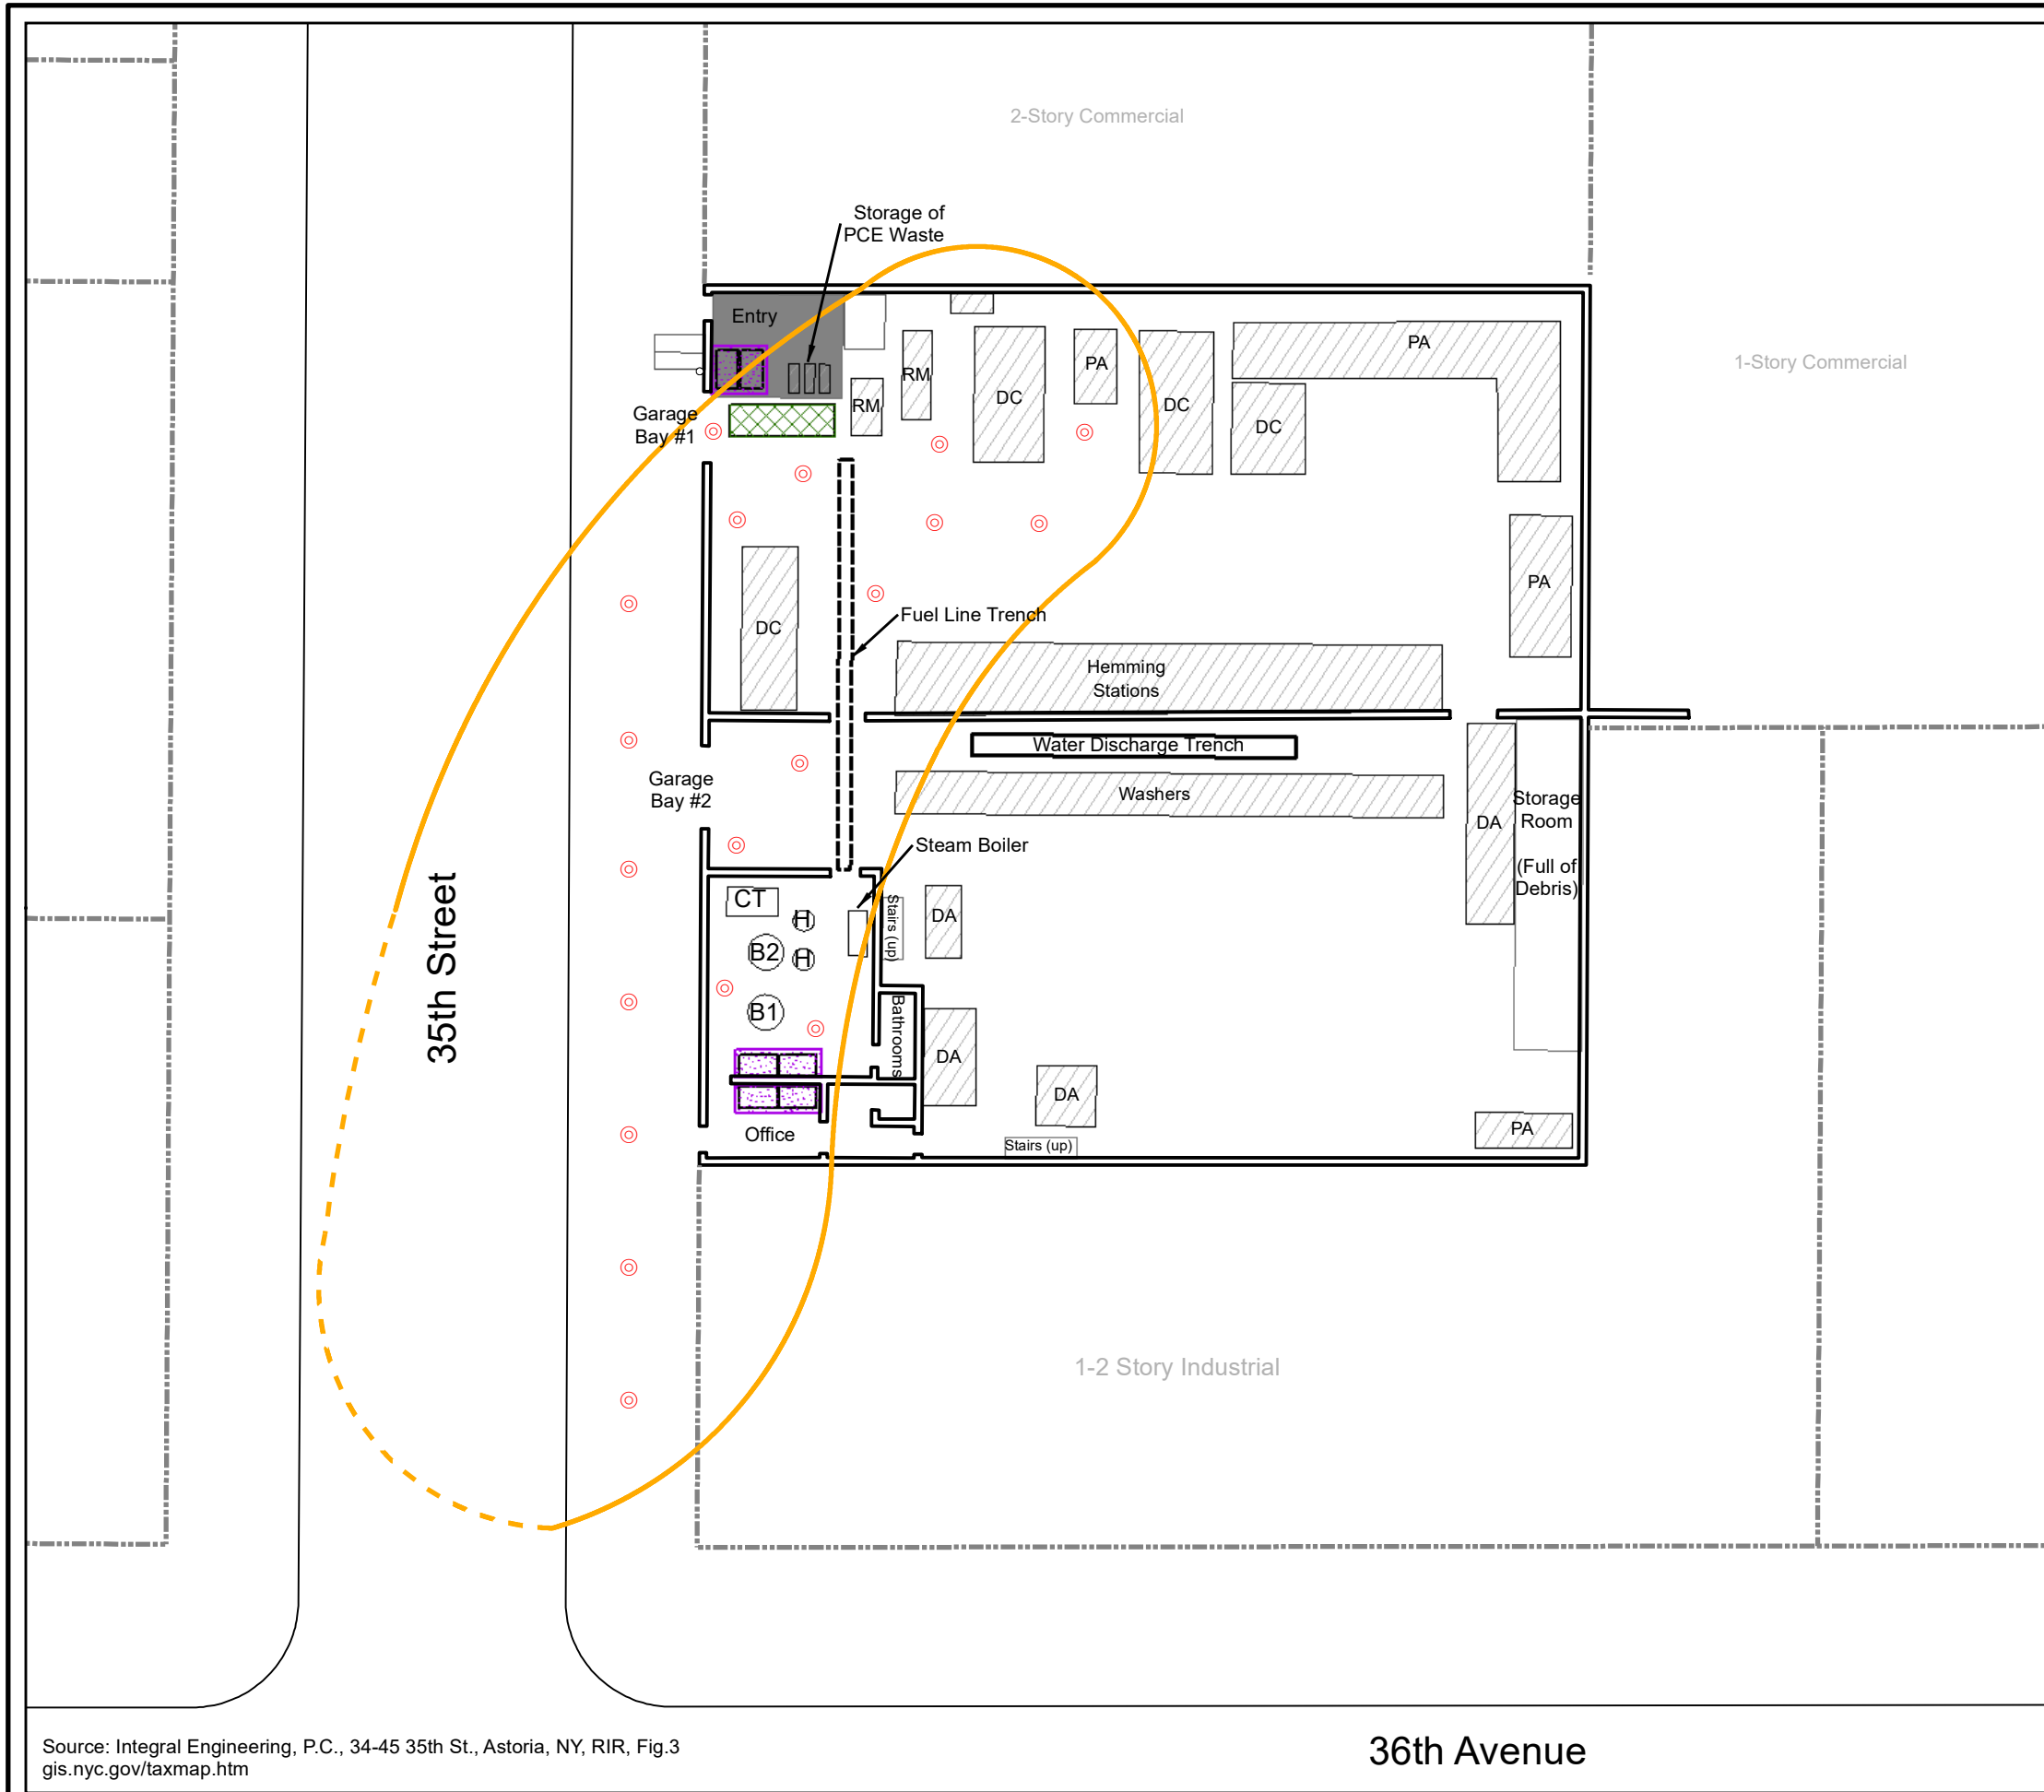 2-Story Commercial
Storage of
PCE Waste
Entry
1-Story Commercial
PA
RM
PA
DC
DC
RM
DC
Garage
Bay #1
PA
DC
Fuel Line Trench
Hemming
Stations
Water Discharge Trench
Garage
Bay #2
Washers
Storage
Room
DA
(Full of
Debris)
Steam Boiler
CT
H
Stairs (up)
DA
B2
H
35th Street
B1
Bathrooms
DA
DA
Office
Stairs (up)
PA
1-2 Story Industrial
Source: Integral Engineering, P.C., 34-45 35th St., Astoria, NY, RIR, Fig.3
gis.nyc.gov/taxmap.htm
36th Avenue